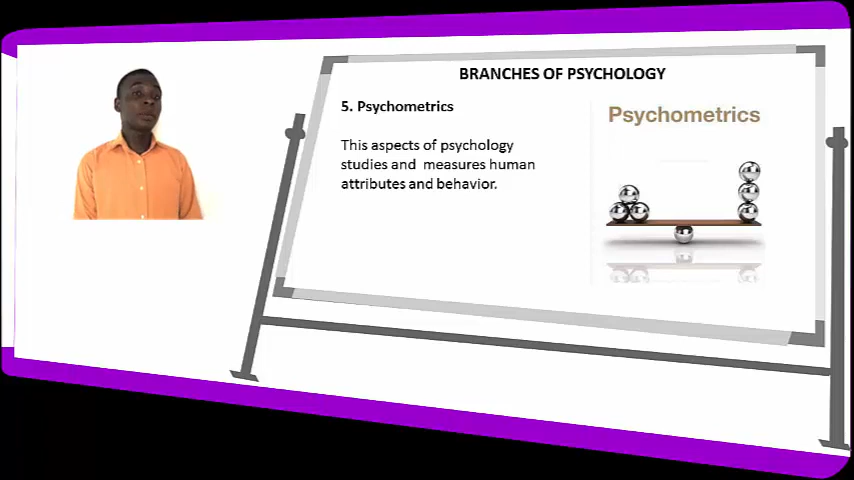 BRANCHES OF PSYCHOLOGY
5. Psychometrics
This aspects of psychology
studies and measures human
attributes and behavior.
Psychometrics